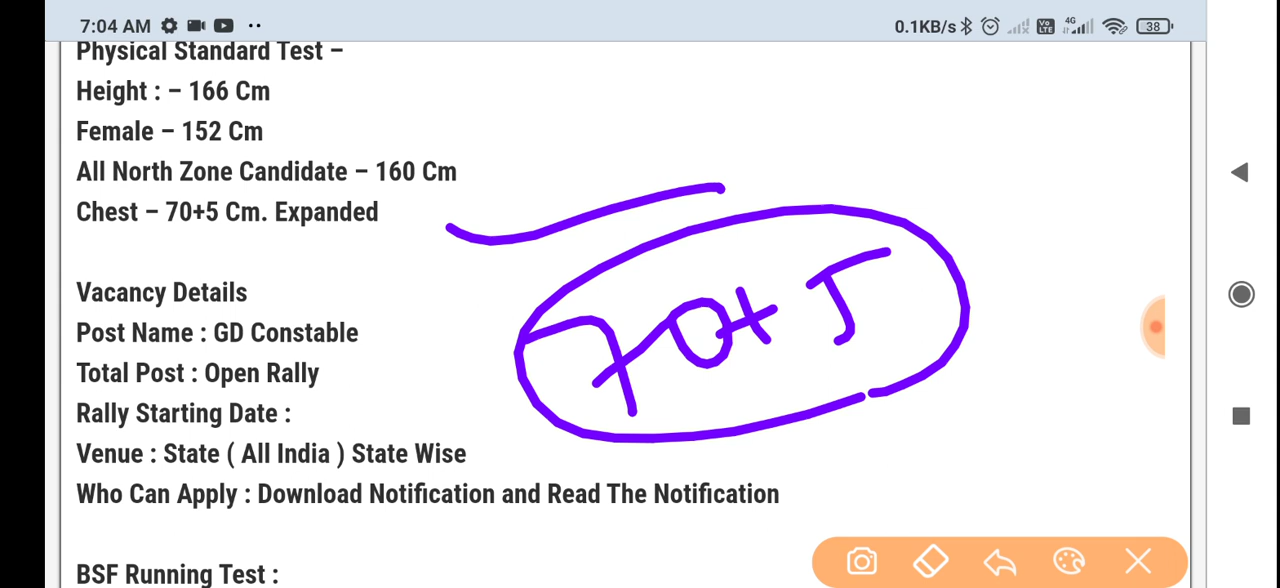 7:04 AM
0.1KB/s
Vo LTE
4G
38
Physical Standard Test –
Height : – 166 Cm
Female – 152 Cm
All North Zone Candidate – 160 Cm
Chest – 70+5 Cm. Expanded
70+5
Vacancy Details
Post Name : GD Constable
Total Post : Open Rally
Rally Starting Date :
Venue : State ( All India ) State Wise
Who Can Apply : Download Notification and Read The Notification
BSF Running Test :